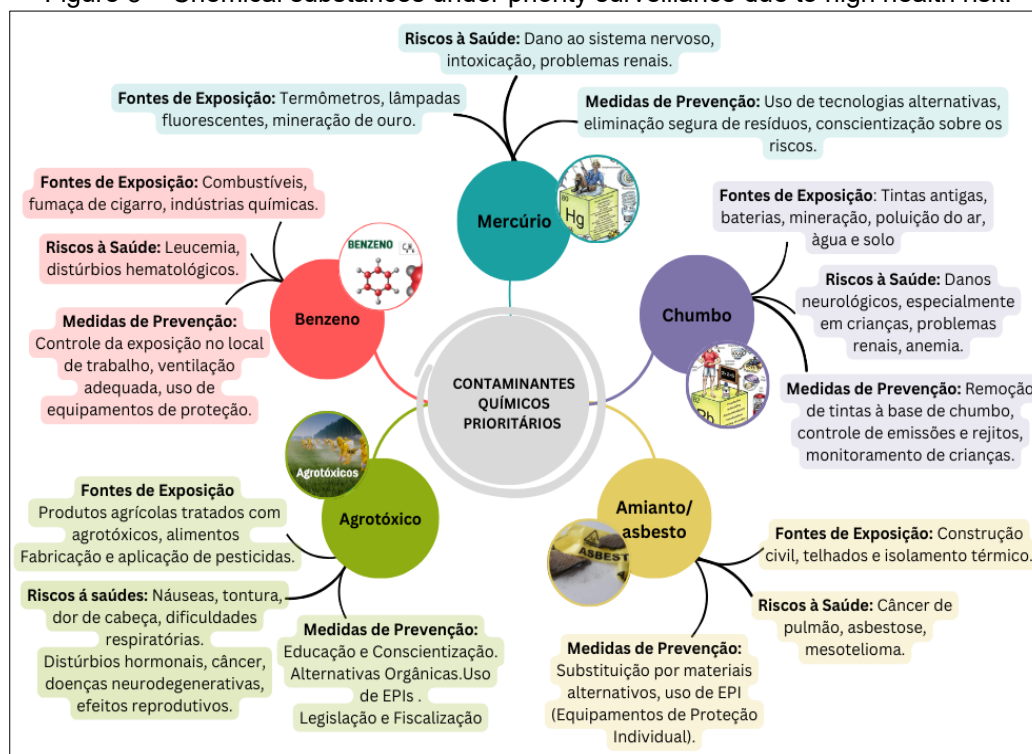 Figure 3 – Chemical substances under priority surveillance due to high health risk.
Riscos à Saúde: Dano ao sistema nervoso,
intoxicação, problemas renais.
Fontes de Exposição: Termômetros, lâmpadas
fluorescentes, mineração de ouro.
Medidas de Prevenção: Uso de tecnologias alternativas,
eliminação segura de resíduos, conscientização sobre os
riscos.
Mercúrio
80
Hg
Fontes de Exposição: Combustíveis,
fumaça de cigarro, indústrias químicas.
Riscos à Saúde: Leucemia,
distúrbios hematológicos.
Medidas de Prevenção:
Controle da exposição no local
de trabalho, ventilação
adequada, uso de
equipamentos de proteção.
BENZENO
Benzeno
Fontes de Exposição: Tintas antigas,
baterias, mineração, poluição do ar,
àgua e solo
Riscos à Saúde: Danos
neurológicos, especialmente
em crianças, problemas
renais, anemia.
Medidas de Prevenção: Remoção
de tintas à base de chumbo,
controle de emissões e rejitos,
monitoramento de crianças.
Chumbo
Pb
CONTAMINANTES
QUÍMICOS
PRIORITÁRIOS
Agrotóxicos
Agrotóxico
Fontes de Exposição
Produtos agrícolas tratados com
agrotóxicos, alimentos
Fabricação e aplicação de pesticidas.
Riscos á saúdes: Náuseas, tontura,
dor de cabeça, dificuldades
respiratórias.
Distúrbios hormonais, câncer,
doenças neurodegenerativas,
efeitos reprodutivos.
Medidas de Prevenção:
Educação e Conscientização.
Alternativas Orgânicas.Uso
de EPIs .
Legislação e Fiscalização
Amianto/
asbesto
ASBEST
Fontes de Exposição: Construção
civil, telhados e isolamento térmico.
Riscos à Saúde: Câncer de
pulmão, asbestose,
mesotelioma.
Medidas de Prevenção:
Substituição por materiais
alternativos, uso de EPI
(Equipamentos de Proteção
Individual).